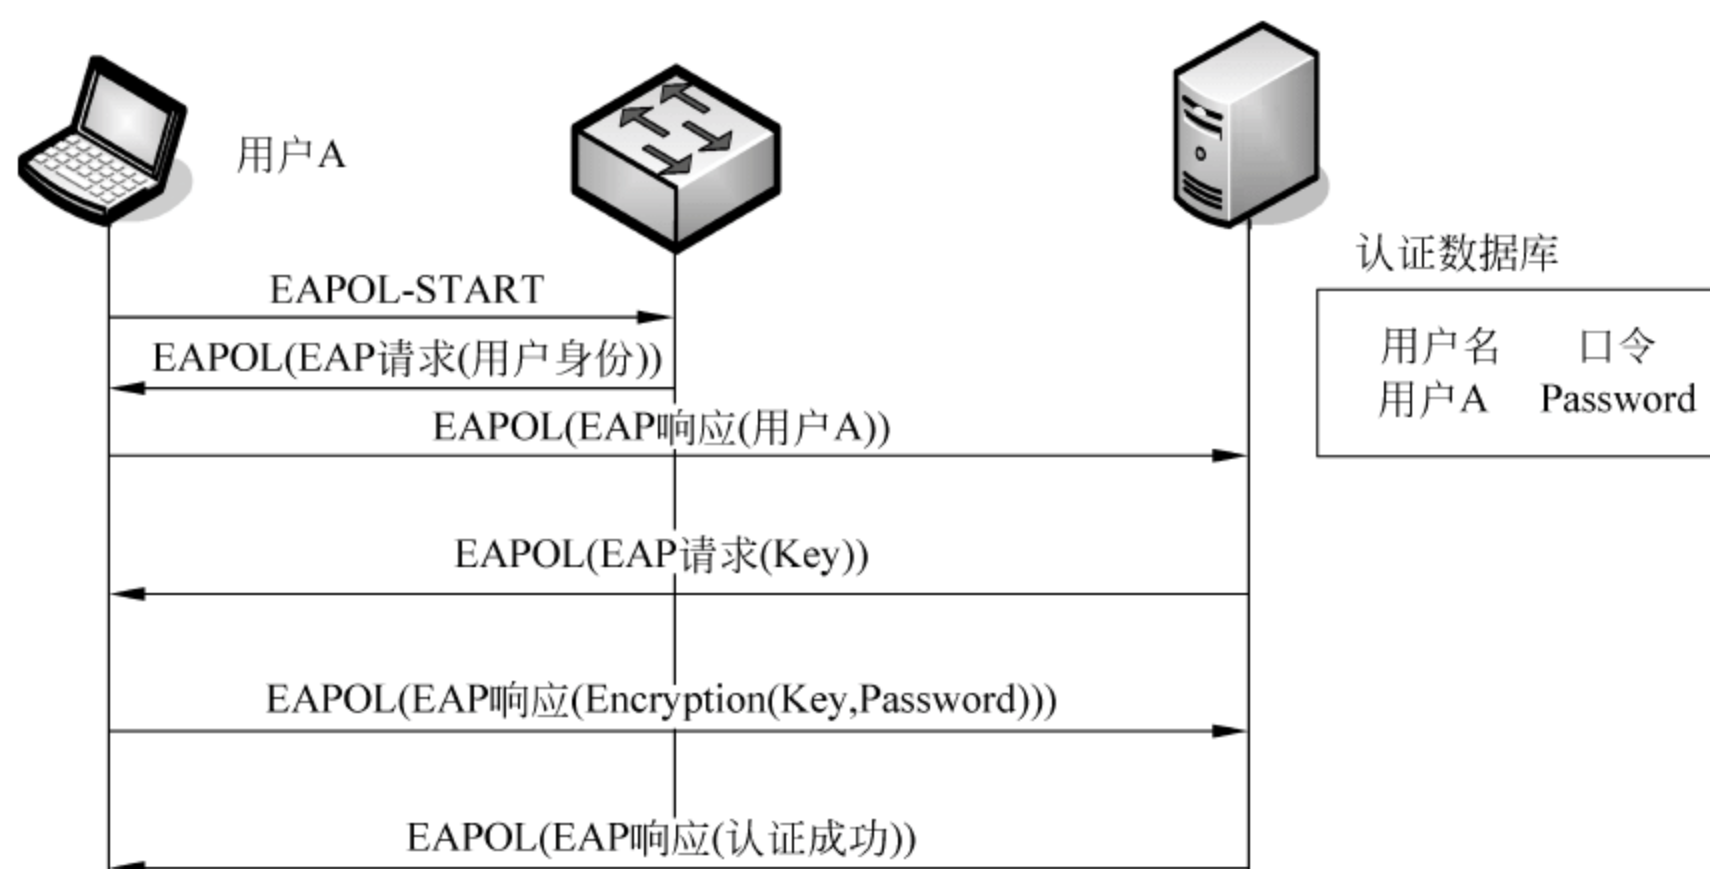 用户A
认证数据库
EAPOL-START
用户名 口令
EAPOL(EAP请求(用户身份))
用户A Password
EAPOL(EAP响应(用户A))
EAPOL(EAP请求(Key))
EAPOL(EAP响应(Encryption(Key,Password)))
EAPOL(EAP响应(认证成功))